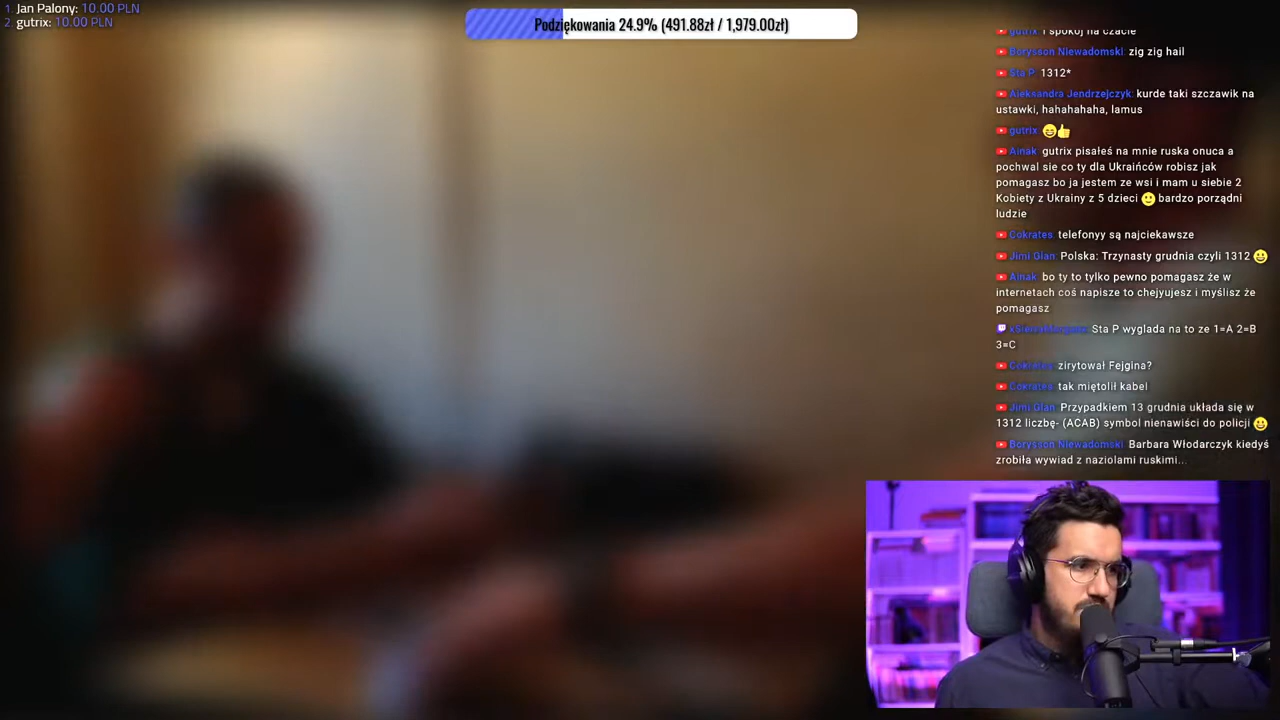 1. Jan Palony: 10.00 PLN
2. gutrix: 10.00 PLN
Podziękowania 24.9% (491.88zł / 1,979.00zł)
gutrix: i spokój na czacie
Borysson Niewadomski: zig zig hail
Sta P: 1312*
Aleksandra Jendrzejczyk: kurde taki szczawik na
ustawki, hahahahaha, lamus
gutrix: 😄👍
Ainak: gutrix pisałeś na mnie ruska onuca a
pochwal sie co ty dla Ukraińców robisz jak
pomagasz bo ja jestem ze wsi i mam u siebie 2
Kobiety z Ukrainy z 5 dzieci 🙂 bardzo porządni
ludzie
Cokrates: telefonyy są najciekawsze
Jimi Glan: Polska: Trzynasty grudnia czyli 1312 😀
Ainak: bo ty to tylko pewno pomagasz że w
internetach coś napisze to chejyujesz i myślisz że
pomagasz
Sta P wyglada na to ze 1=A 2=B
3=C
Cokrates: zirytował Fejgina?
Cokrates: tak miętolił kabel
Jimi Glan: Przypadkiem 13 grudnia układa się w
1312 liczbę- (ACAB) symbol nienawiści do policji 😀
Borysson Niewadomski: Barbara Włodarczyk kiedyś
zrobiła wywiad z naziolami ruskimi...